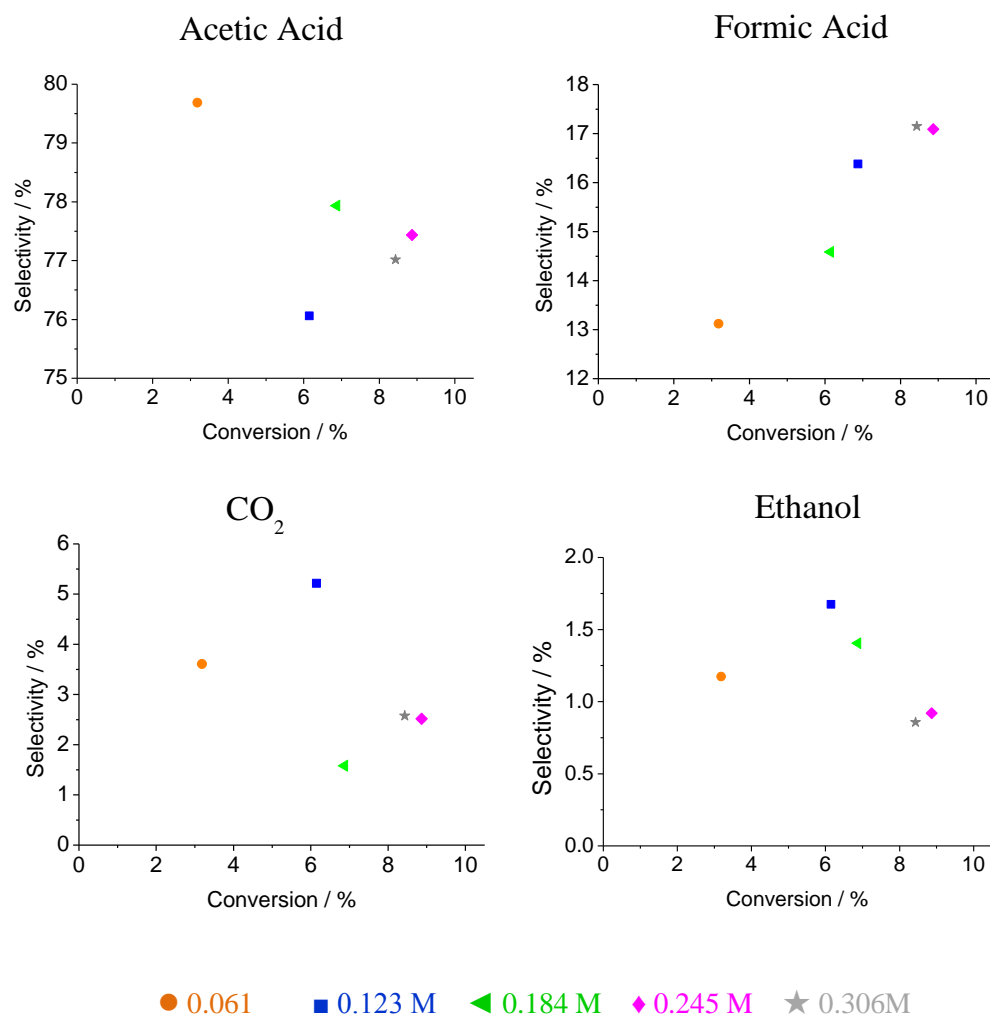 Acetic Acid
80
79
78
77
76
75
0 2 4 6 8 10
Selectivity / %
Conversion / %
Formic Acid
18
17
16
15
14
13
12
0 2 4 6 8 10
Selectivity / %
Conversion / %
CO2
6
5
4
3
2
1
0
0 2 4 6 8 10
Selectivity / %
Conversion / %
Ethanol
2.0
1.5
1.0
0.5
0.0
0 2 4 6 8 10
Selectivity / %
Conversion / %
0.061 0.123 M 0.184 M 0.245 M 0.306M